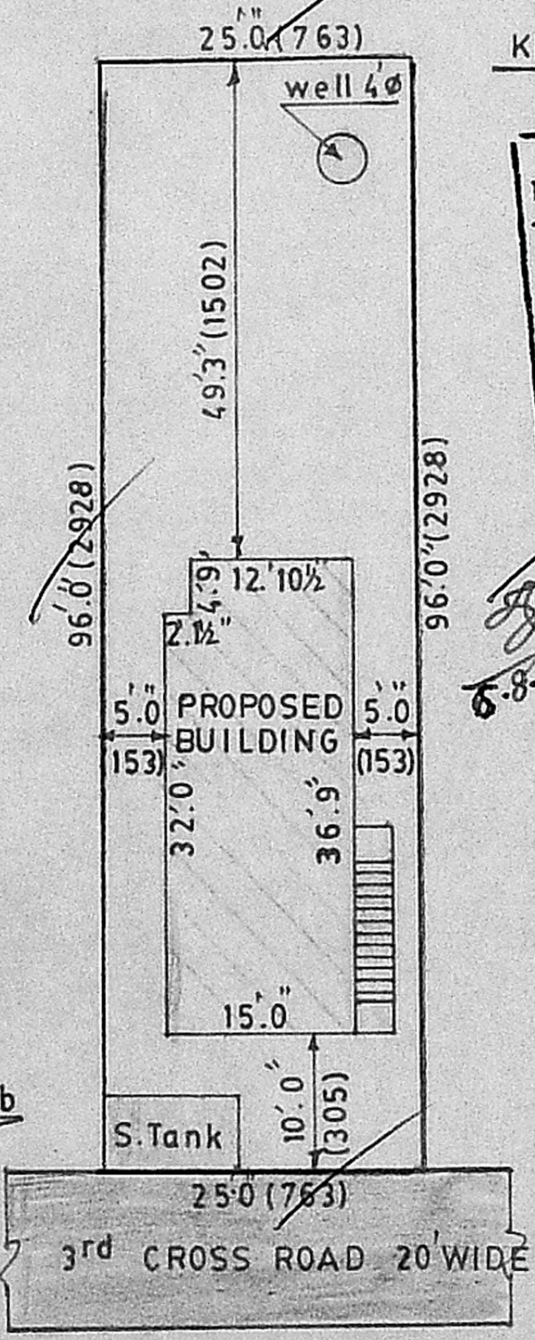 25'.0" (763)
K
well 4'ø
49'.3" (1502)
96'.0" (2928)
96'.0" (2928)
4'.9"
12.'10½"
2'.1½"
5'.0"
PROPOSED
5'.0"
(153)
BUILDING
(153)
32'.0"
36'.9"
15'.0"
10'.0"
(305)
b
S.Tank
25'.0" (763)
3rd CROSS ROAD 20'WIDE